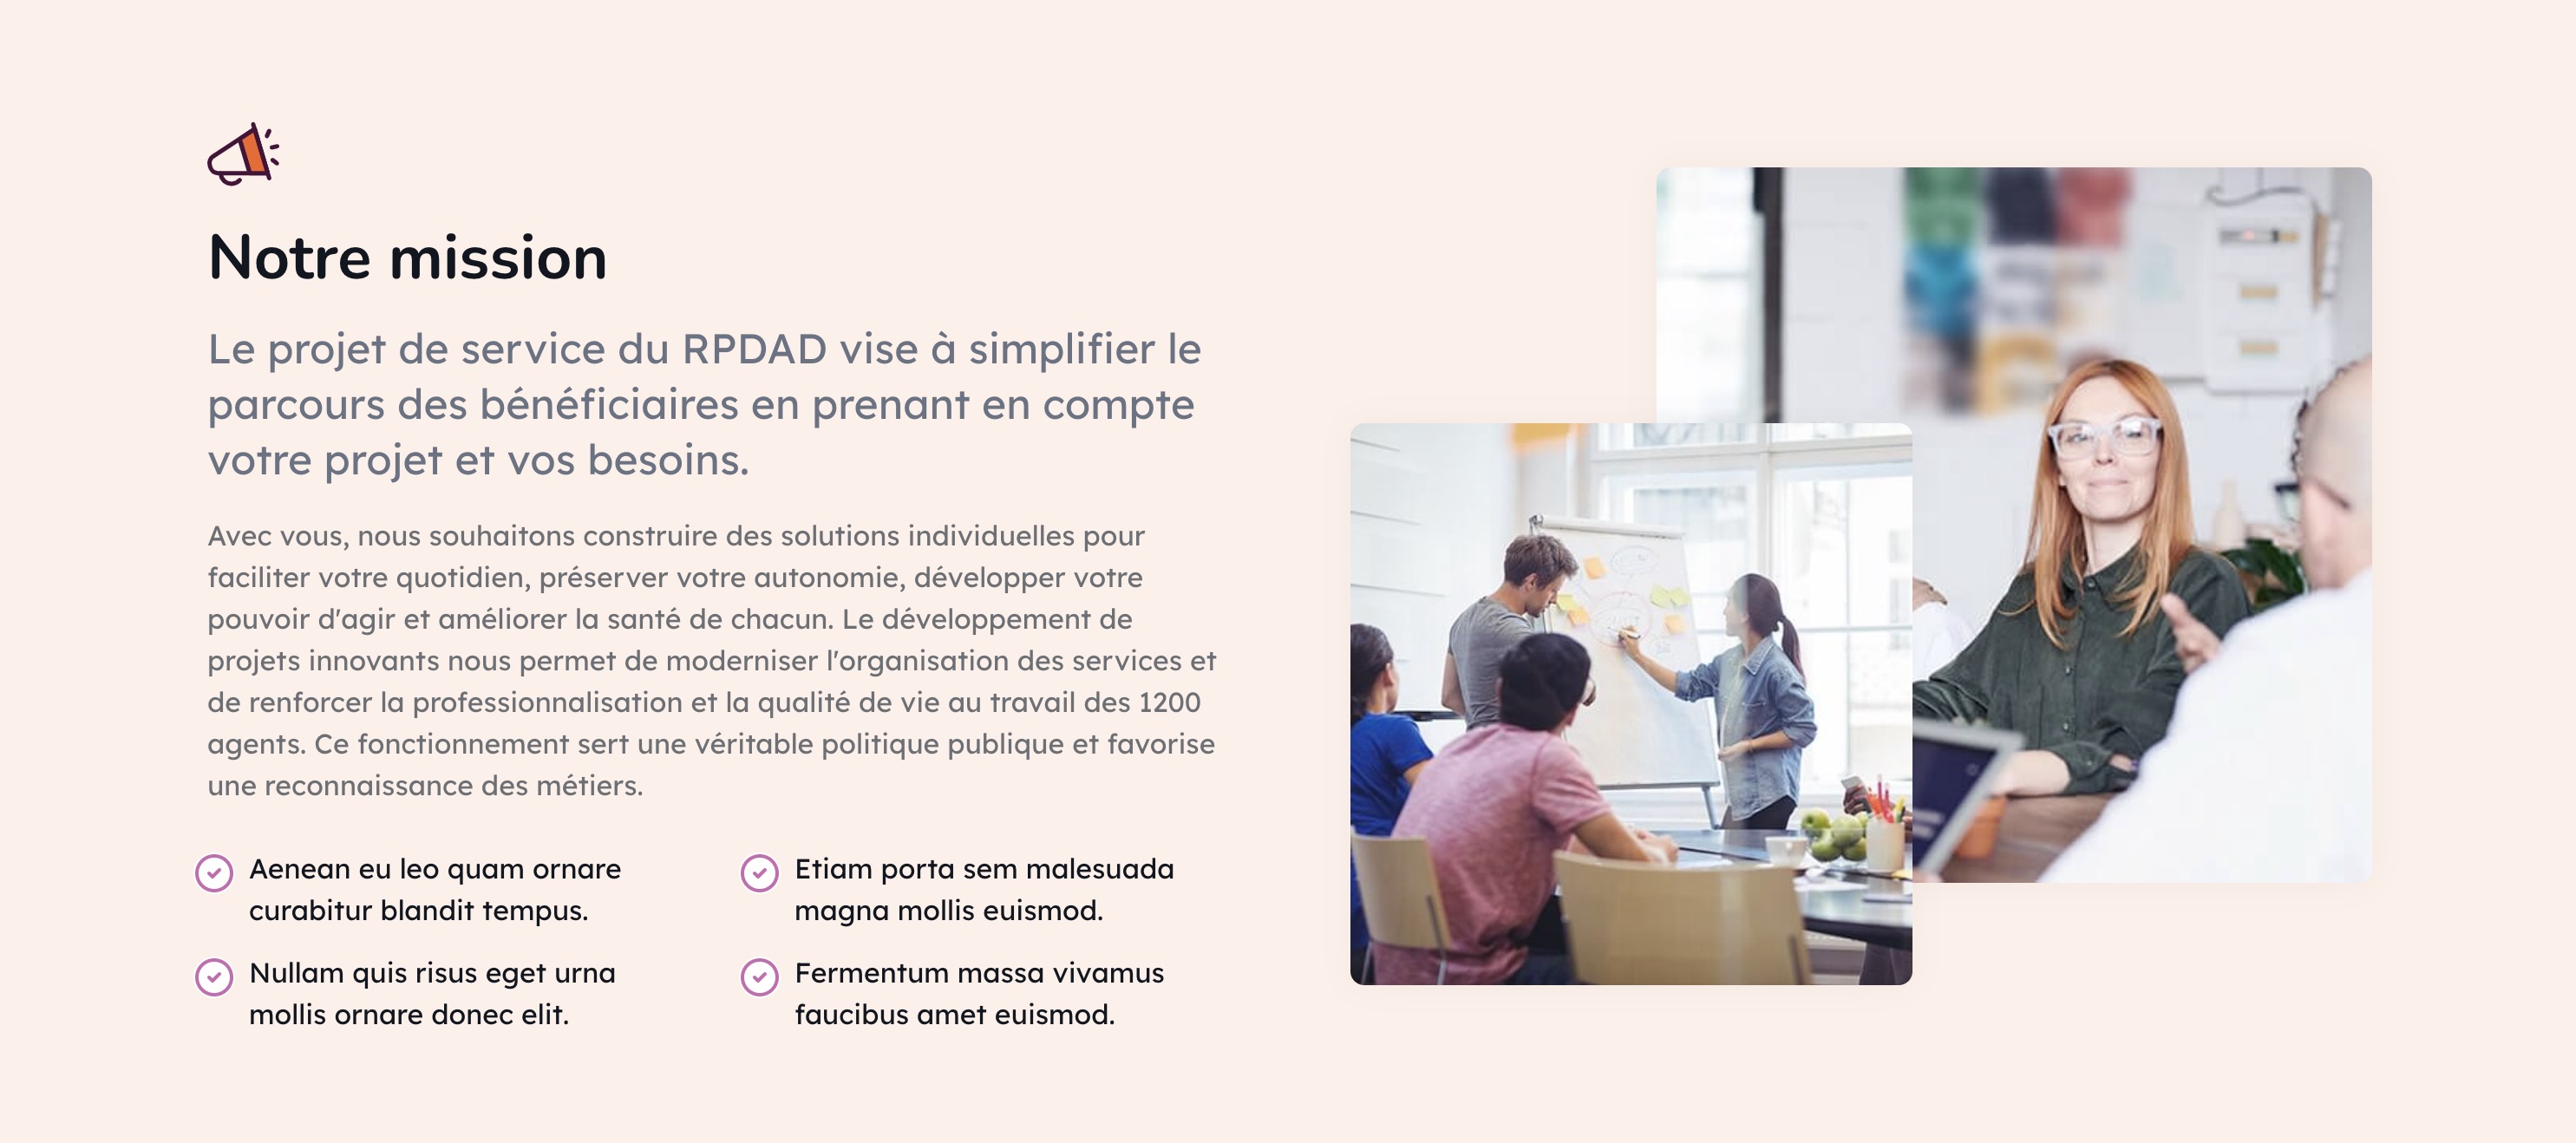 Notre mission
Le projet de service du RPDAD vise à simplifier le
parcours des bénéficiaires en prenant en compte
votre projet et vos besoins.
Avec vous, nous souhaitons construire des solutions individuelles pour
faciliter votre quotidien, préserver votre autonomie, développer votre
pouvoir d'agir et améliorer la santé de chacun. Le développement de
projets innovants nous permet de moderniser l'organisation des services et
de renforcer la professionnalisation et la qualité de vie au travail des 1200
agents. Ce fonctionnement sert une véritable politique publique et favorise
une reconnaissance des métiers.
Aenean eu leo quam ornare
curabitur blandit tempus.
Etiam porta sem malesuada
magna mollis euismod.
Nullam quis risus eget urna
mollis ornare donec elit.
Fermentum massa vivamus
faucibus amet euismod.